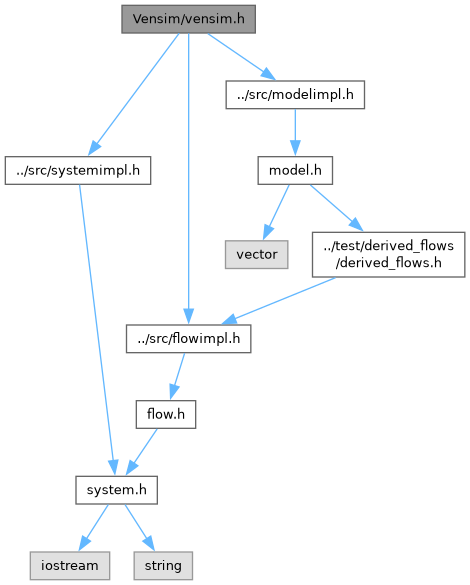 Vensim/vensim.h
../src/modelimpl.h
../src/systemimpl.h
model.h
vector
../test/derived_flows
/derived_flows.h
../src/flowimpl.h
flow.h
system.h
iostream
string